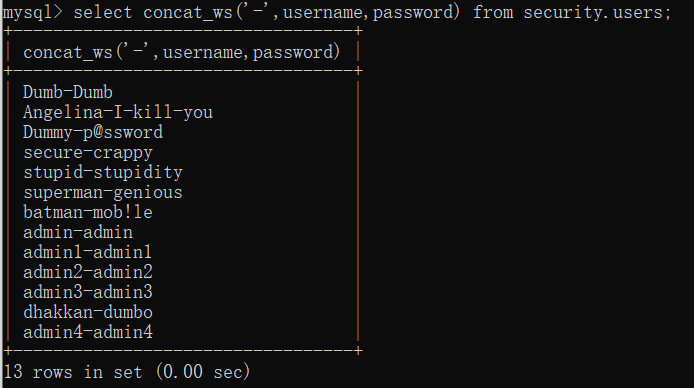 mysql> select concat_ws('-',username,password) from security.users;
+----------------------------------+
| concat_ws('-',username,password) |
+----------------------------------+
| Dumb-Dumb                        |
| Angelina-I-kill-you              |
| Dummy-p@ssword                   |
| secure-crappy                    |
| stupid-stupidity                 |
| superman-genious                 |
| batman-mob!le                    |
| admin-admin                      |
| admin1-admin1                    |
| admin2-admin2                    |
| admin3-admin3                    |
| dhakkan-dumbo                    |
| admin4-admin4                    |
+----------------------------------+
13 rows in set (0.00 sec)